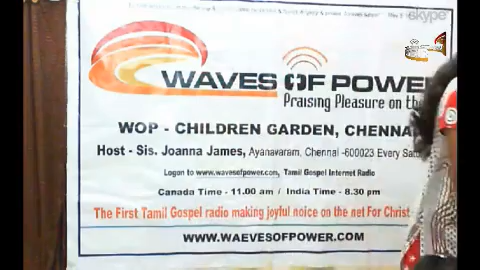 skype
WAVES OF POWE
Praising Pleasure on the
WOP - CHILDREN GARDEN, CHENNA
Host - Sis. Joanna James, Ayanavaram, Chennai -600023 Every Sat
Logon to www.wavesofpower.com, Tamil Gospel Internet Radio
Canada Time - 11.00 am / India Time - 8.30 pm
The First Tamil Gospel radio making joyful noice on the net For Christ
WWW.WAEVESOFPOWER.COM